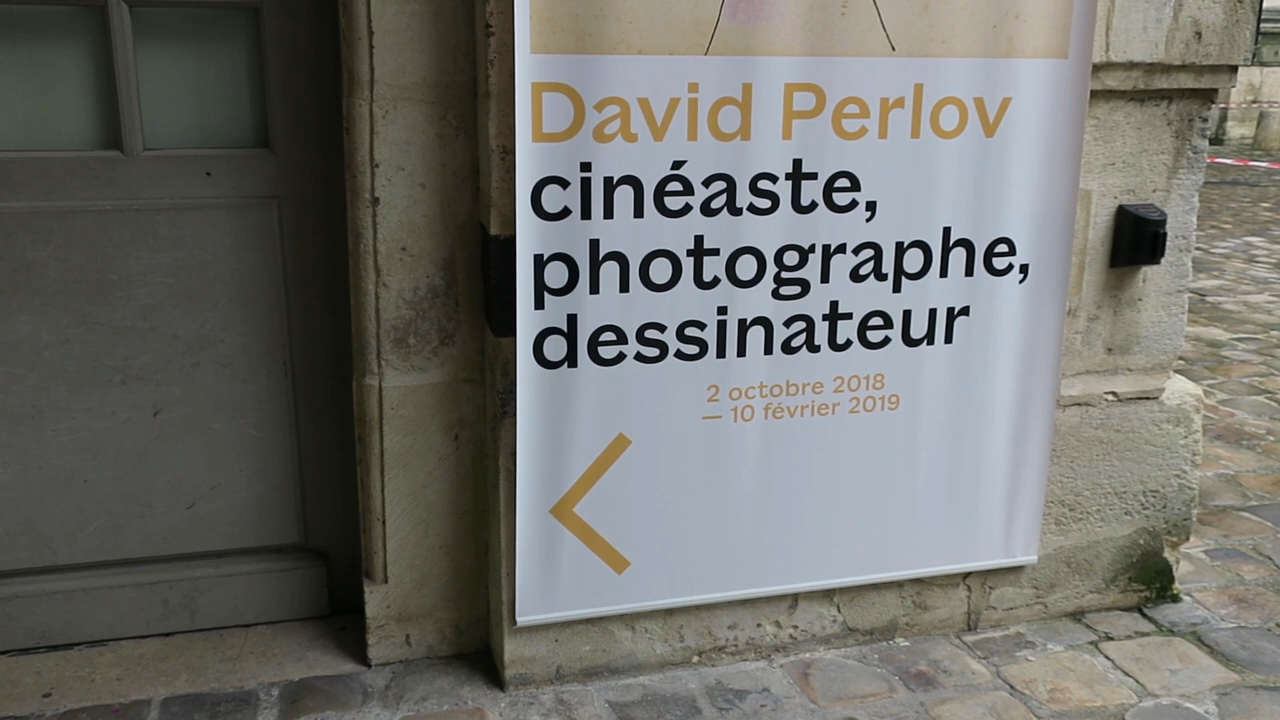 David Perlov
cinéaste,
photographe,
dessinateur
2 octobre 2018
— 10 février 2019